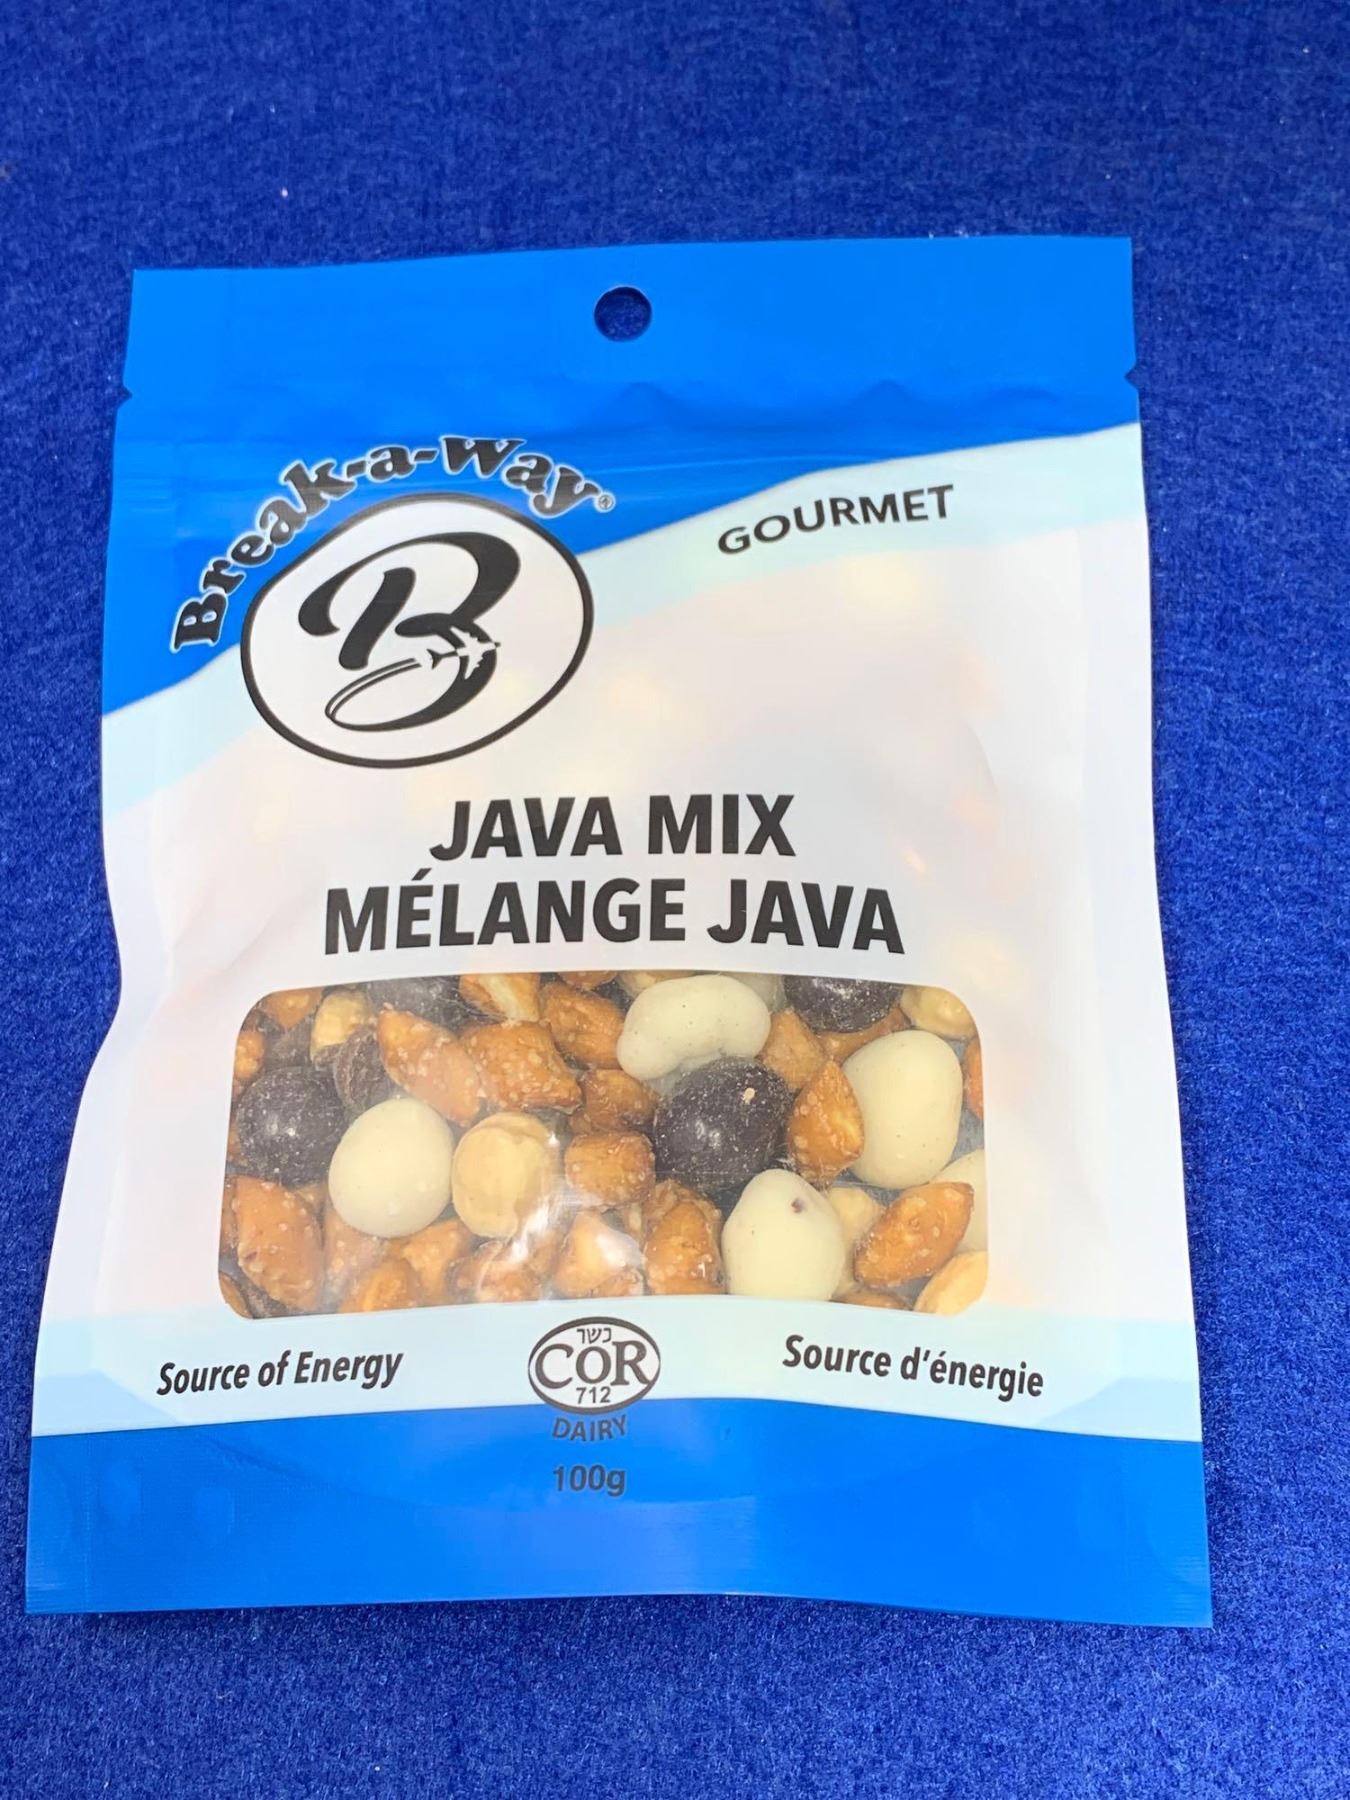 Break-a-Way®
B
GOURMET
JAVA MIX
MÉLANGE JAVA
Source of Energy
כשר
COR
712
DAIRY
Source d'énergie
100g